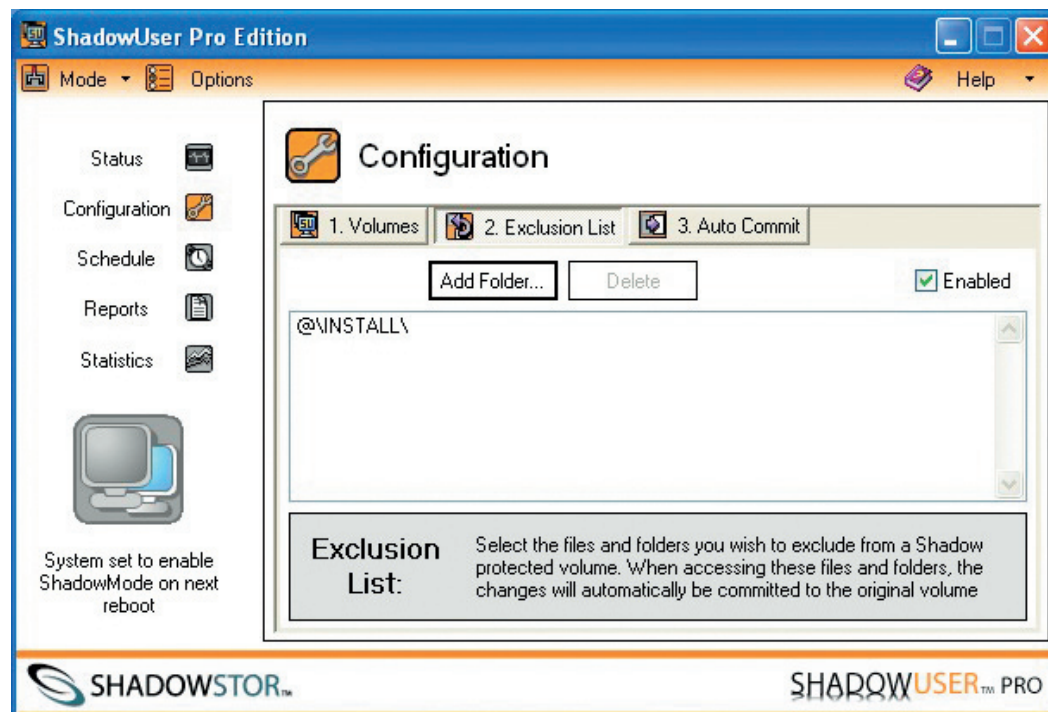 ShadowUser Pro Edition
Mode Options Help
Status
Configuration
Schedule
Reports
Statistics
System set to enable
ShadowMode on next
reboot
Configuration
1. Volumes 2. Exclusion List 3. Auto Commit
Add Folder... Delete Enabled
@\INSTALL\
Exclusion
List:
Select the files and folders you wish to exclude from a Shadow
protected volume. When accessing these files and folders, the
changes will automatically be committed to the original volume
SHADOWSTOR™ SHADOWUSER™ PRO